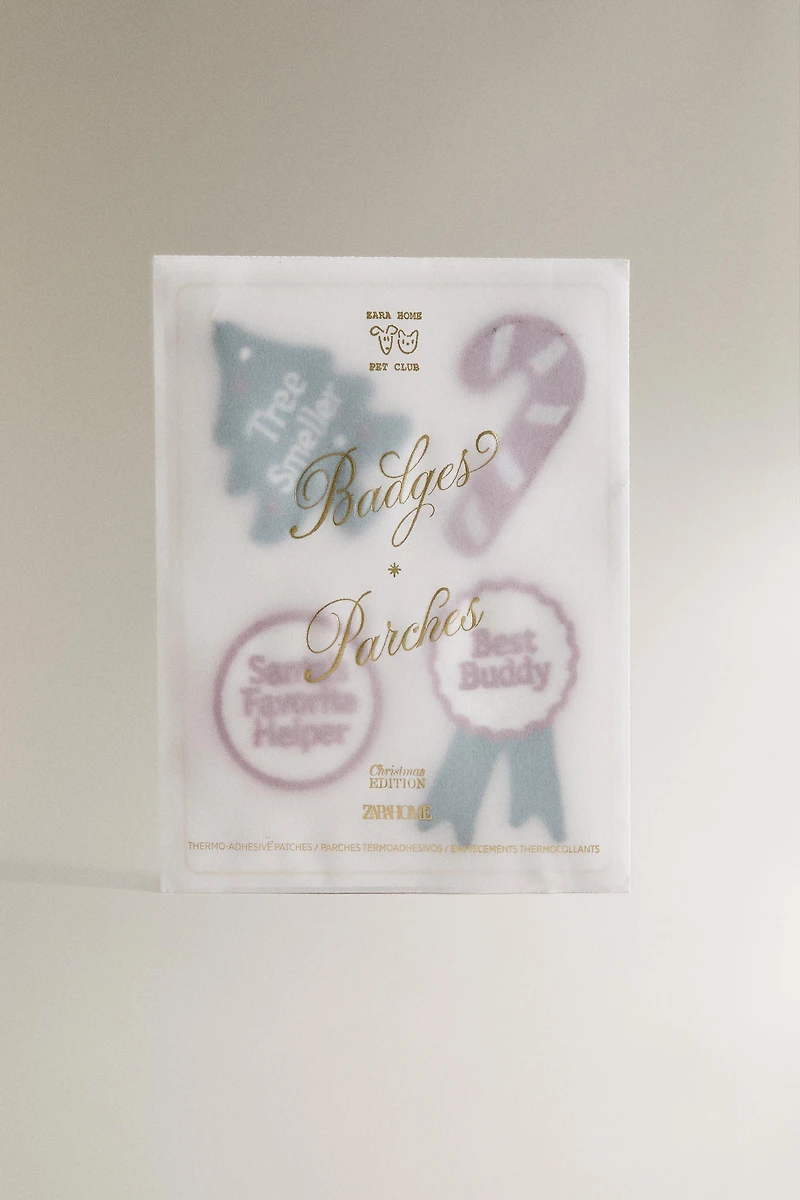 ZARA HOME
PET CLUB
Tree
Smeller
Badges
*
Parches
Santa's
Favorite
Helper
Best
Buddy
Christmas
EDITION
ZARAHOME
THERMO-ADHESIVE PATCHES / PARCHES TERMOADHESIVOS / THERMOCOLLANTS